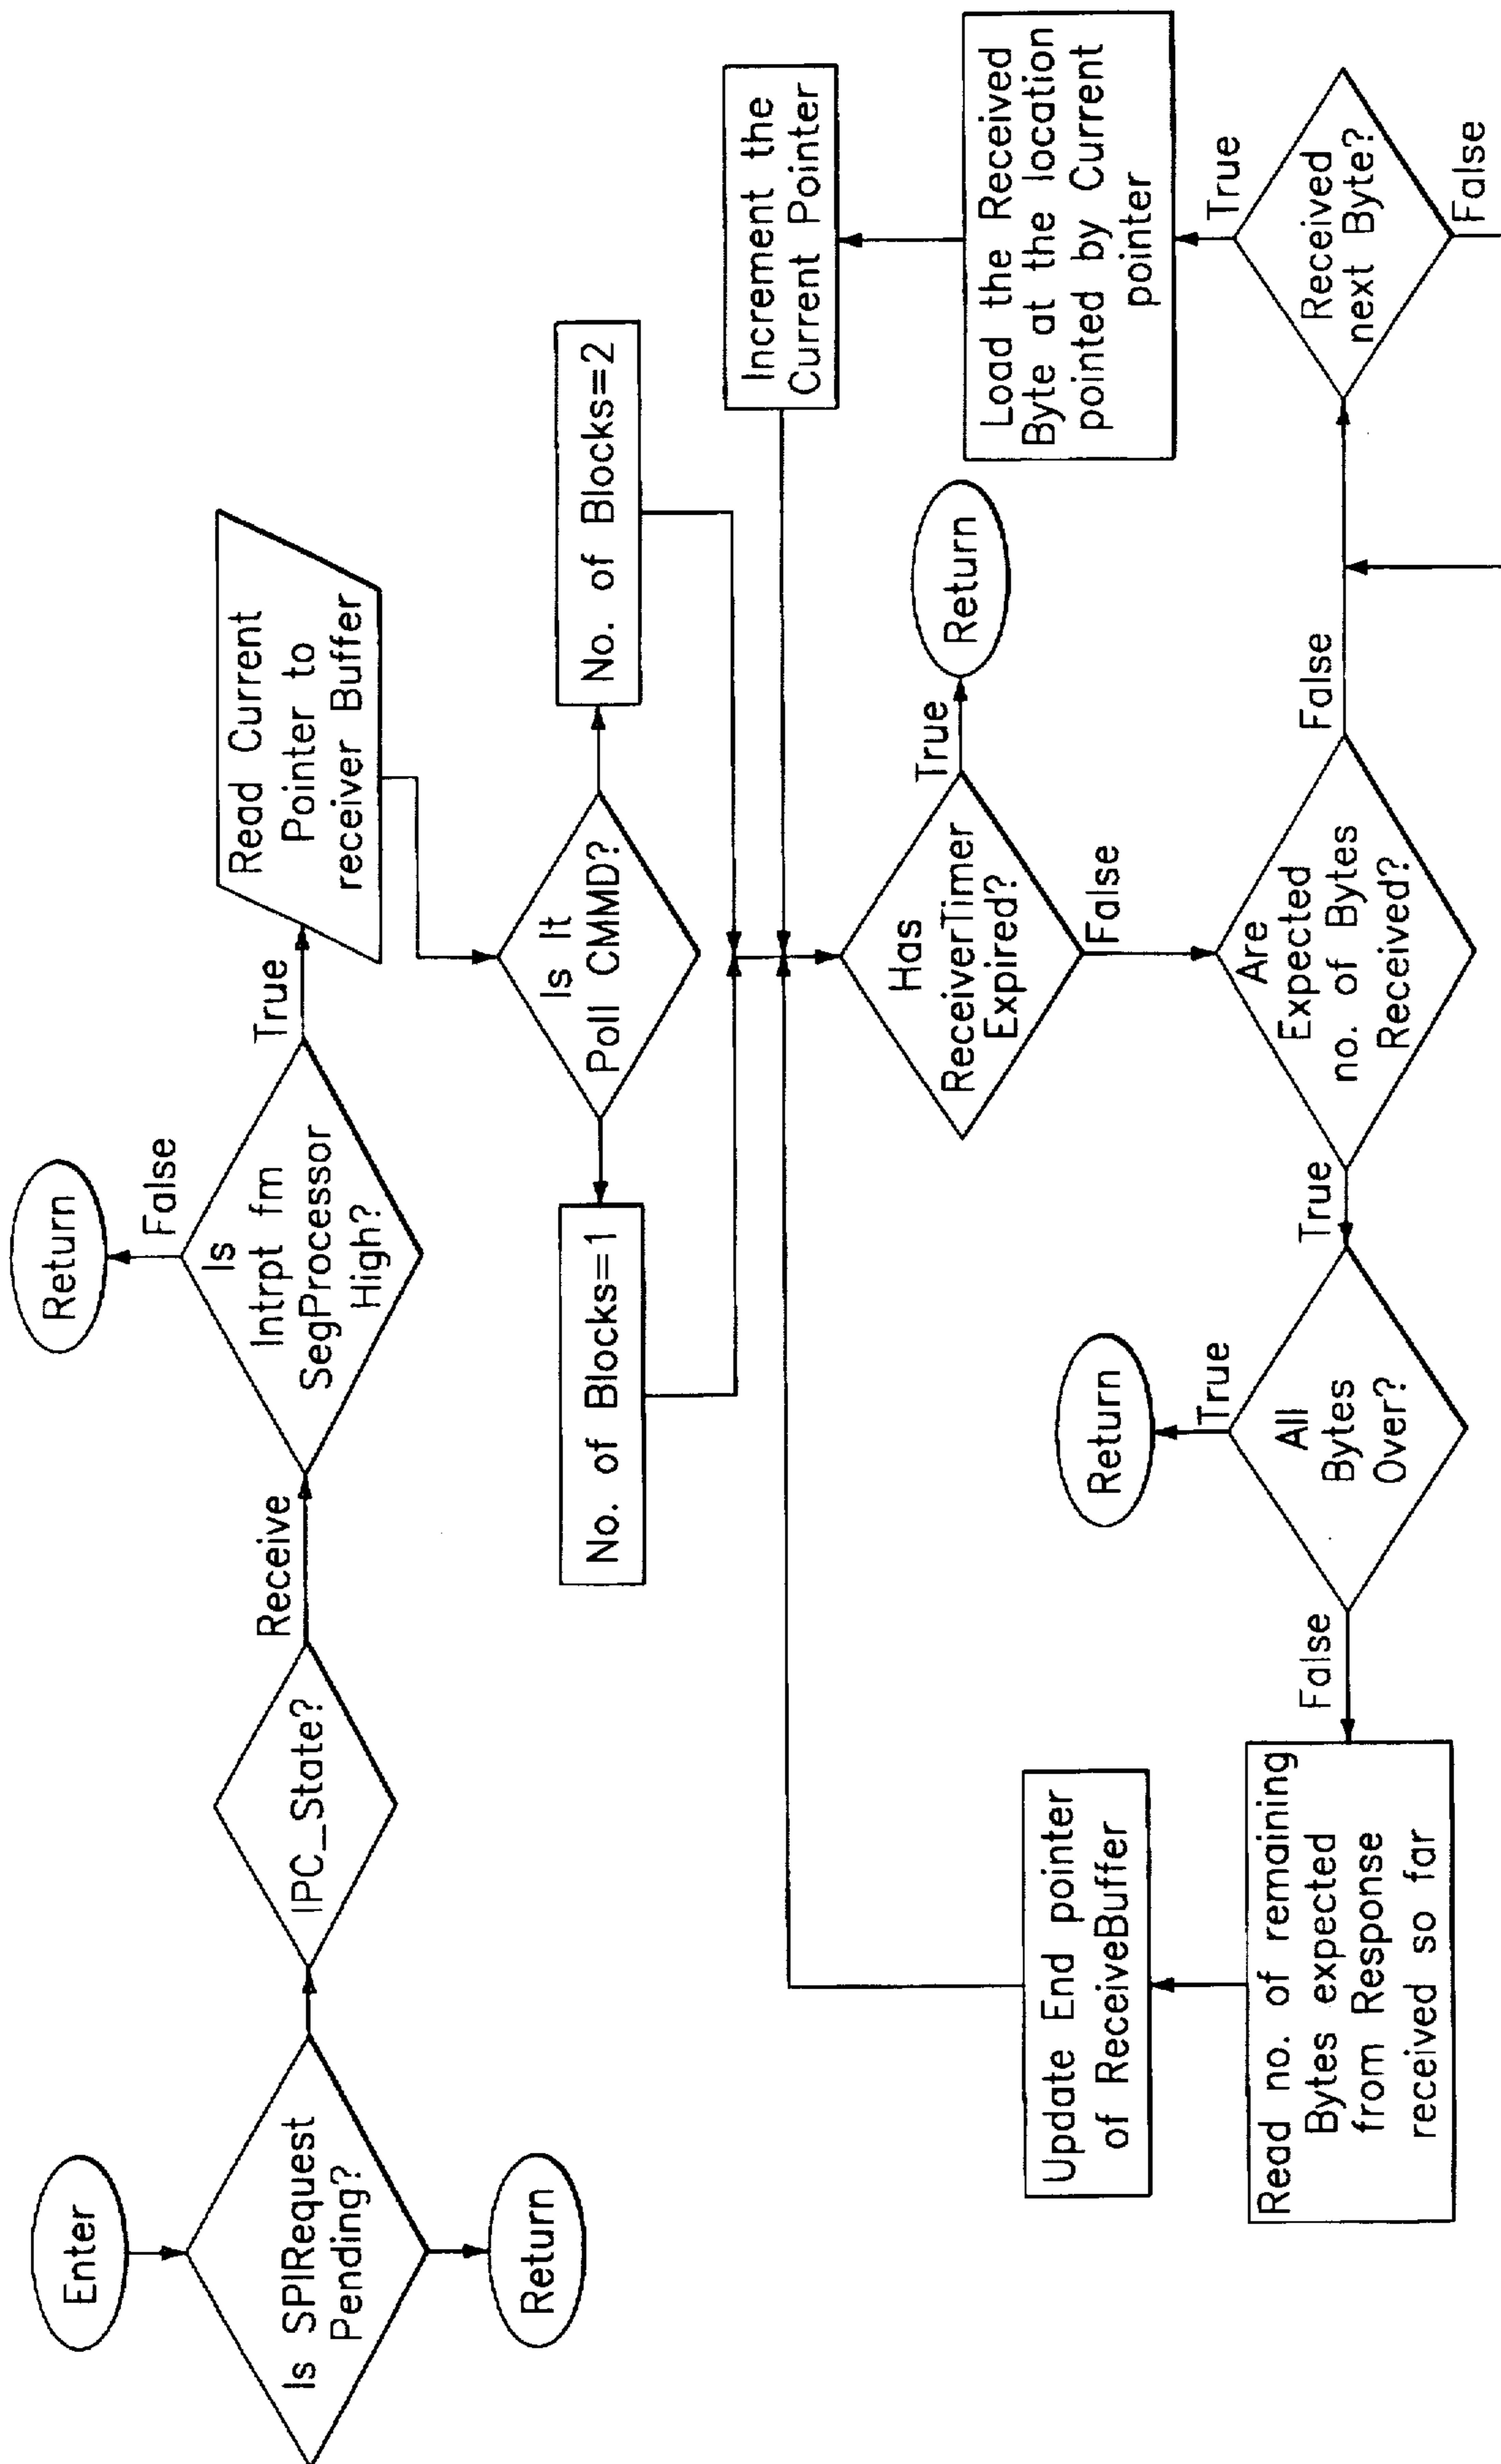 Enter
Is SPIRequest
Pending?
Return
IPC_State?
Receive
Return
False
Is
Intrpt fm
SegProcessor
High?
True
Read Current
Pointer to
receiver Buffer
Is It
Poll CMMD?
No. of Blocks=1
No. of Blocks=2
Increment the
Current Pointer
Has
ReceiverTimer
Expired?
True
Return
False
Load the Received
Byte at the location
pointed by Current
pointer
Are
Expected
no. of Bytes
Received?
False
Received
next Byte?
True
False
True
All
Bytes
Over?
True
Return
False
Update End pointer
of ReceiveBuffer
Read no. of remaining
Bytes expected
from Response
received so far